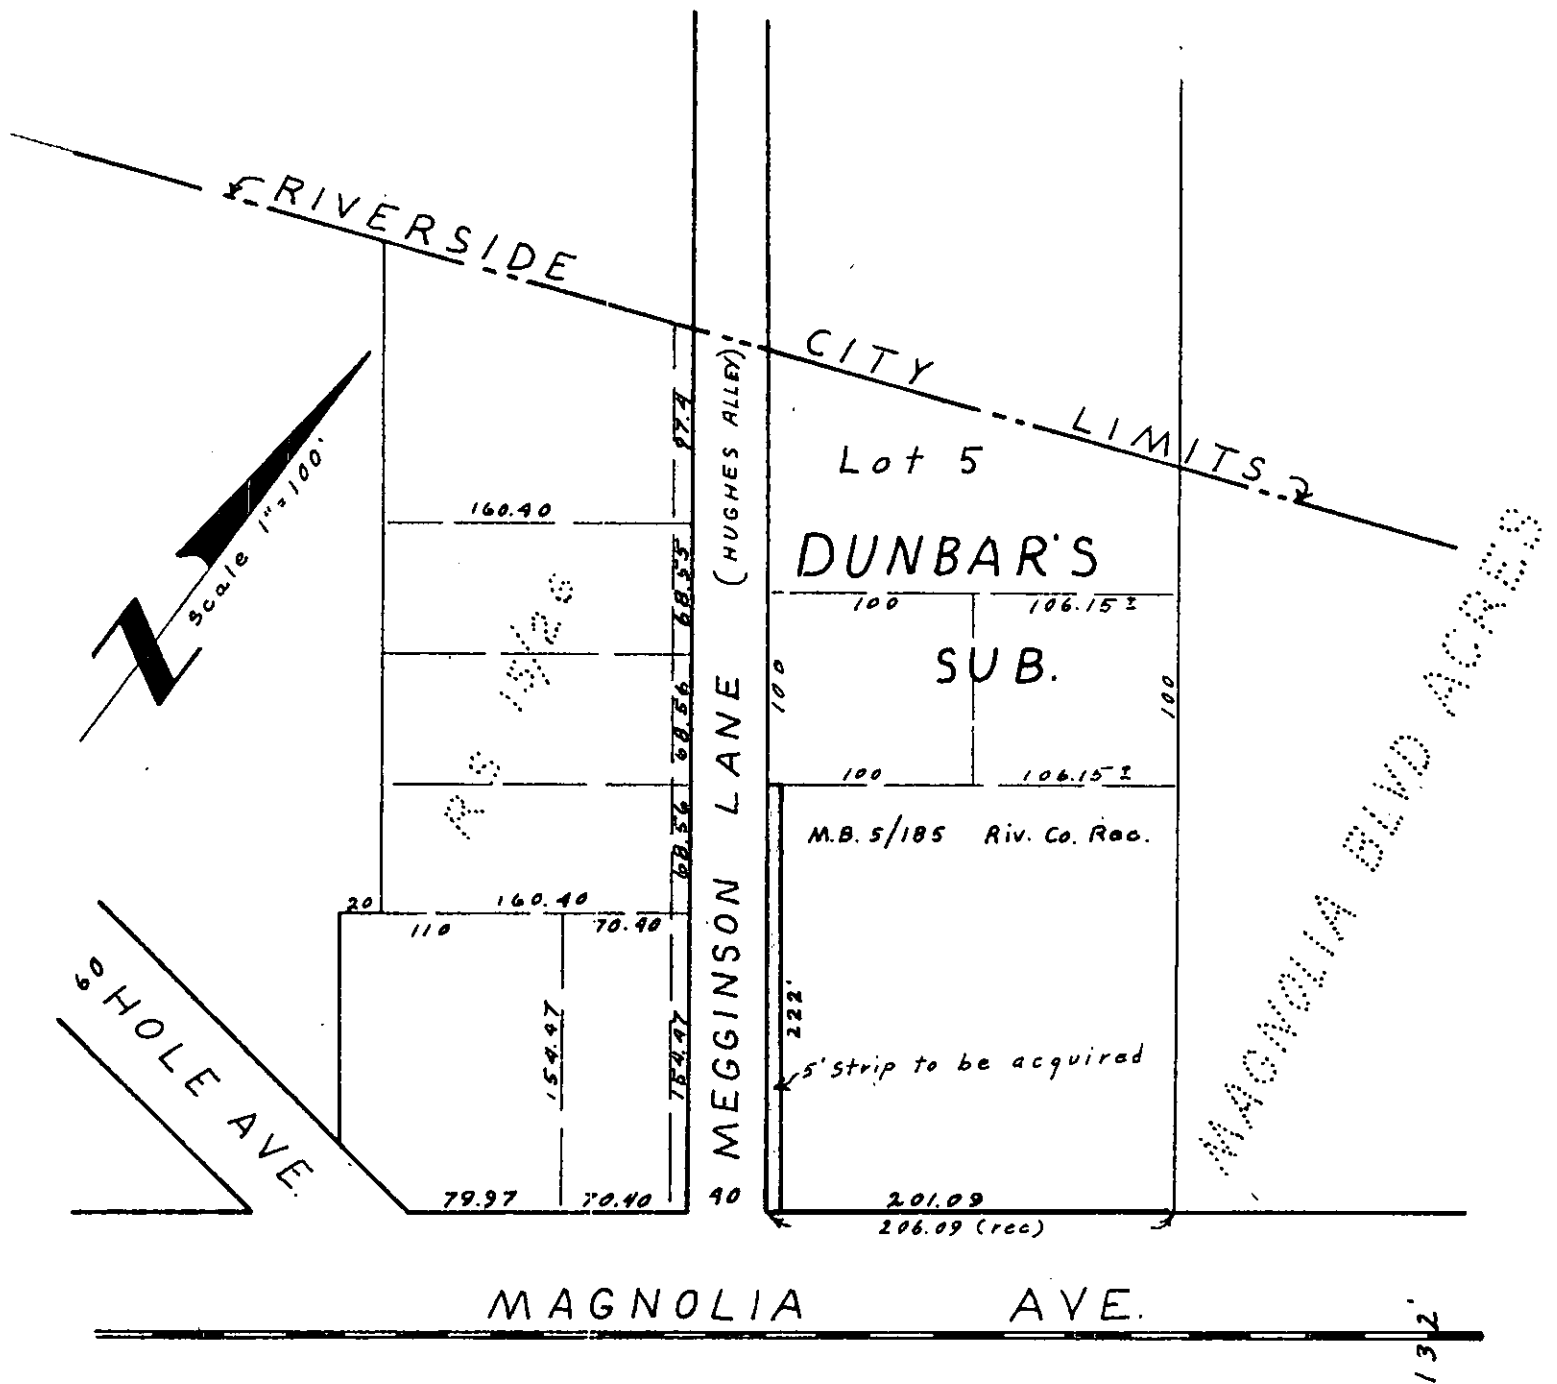 RIVERSIDE CITY LIMITS
Scale 1"=100'
N
97.4
(HUGHES ALLEY)
Lot 5
160.40
68.55
DUNBAR'S
100
106.15±
R S 15/26
SUB.
100
100
68.56
100
106.15±
68.56
M.B. 5/185 Riv. Co. Rec.
MEGGINSON LANE
MAGNOLIA BLVD ACRES
20
160.40
110
70.40
60
HOLE AVE.
154.47
154.47
222'
5' Strip to be acquired
79.97
70.40
40
201.09
206.09 (rec)
MAGNOLIA AVE.
132'